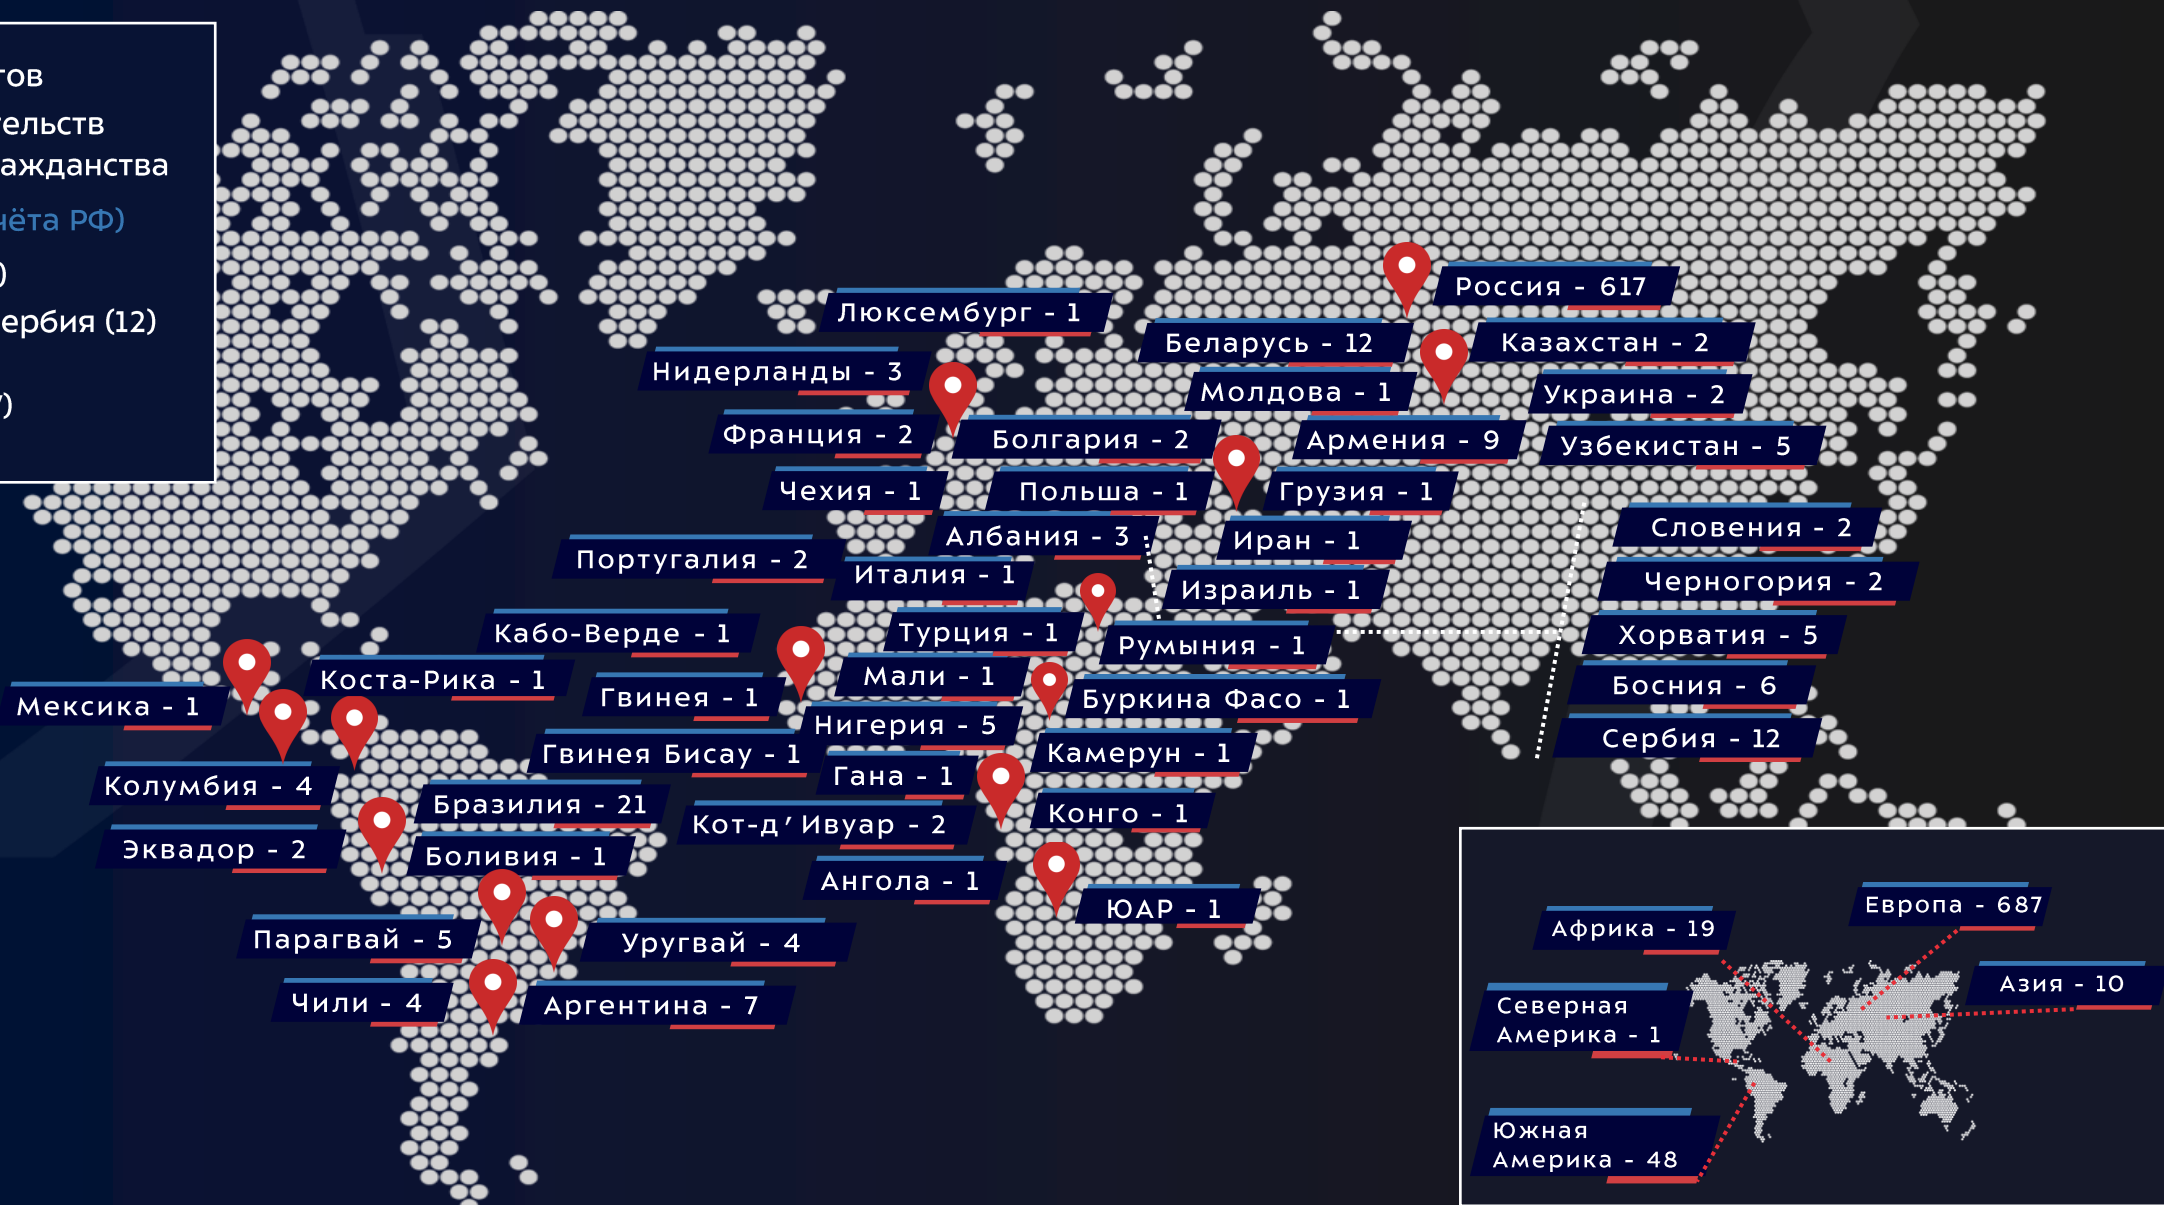 Россия - 617
Люксембург - 1
Беларусь - 12
Казахстан - 2
Нидерланды - 3
Молдова - 1
Украина - 2
Франция - 2
Болгария - 2
Армения - 9
Узбекистан - 5
Чехия - 1
Польша - 1
Грузия - 1
Словения - 2
Албания - 3
Иран - 1
Португалия - 2
Италия - 1
Израиль - 1
Черногория - 2
Кабо-Верде - 1
Турция - 1
Румыния - 1
Хорватия - 5
Мексика - 1
Коста-Рика - 1
Гвинея - 1
Мали - 1
Буркина Фасо - 1
Босния - 6
Нигерия - 5
Сербия - 12
Гвинея Бисау - 1
Гана - 1
Камерун - 1
Колумбия - 4
Бразилия - 21
Кот-д’Ивуар - 2
Конго - 1
Эквадор - 2
Боливия - 1
Ангола - 1
ЮАР - 1
Парагвай - 5
Уругвай - 4
Чили - 4
Аргентина - 7
Африка - 19
Европа - 687
Азия - 10
Северная
Америка - 1
Южная
Америка - 48
тов
ельств
ажданства
чёта РФ)
)
ербия (12)
)